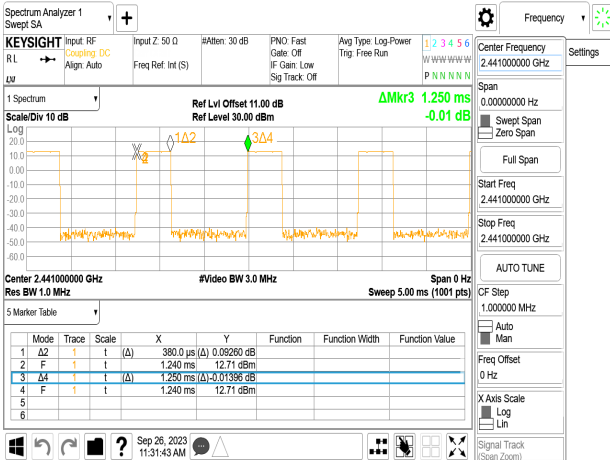 Spectrum Analyzer 1
Swept SA
+
Frequency
KEYSIGHT
RL
Input: RF
Coupling: DC
Align: Auto
Input Z: 50 Ω
Freq Ref: Int (S)
#Atten: 30 dB
PNO: Fast
Gate: Off
IF Gain: Low
Sig Track: Off
Avg Type: Log-Power
Trig: Free Run
1 2 3 4 5 6
W W W W W W
P N N N N N
Center Frequency
2.441000000 GHz
Settings
Span
0.00000000 Hz
Swept Span
Zero Span
Full Span
Start Freq
2.441000000 GHz
Stop Freq
2.441000000 GHz
AUTO TUNE
CF Step
1.000000 MHz
Auto
Man
Freq Offset
0 Hz
X Axis Scale
Log
Lin
Signal Track
(Span Zoom)
1 Spectrum
Scale/Div 10 dB
Ref Lvl Offset 11.00 dB
Ref Level 30.00 dBm
ΔMkr3 1.250 ms
-0.01 dB
Log
20.0
10.0
0.00
-10.0
-20.0
-30.0
-40.0
-50.0
-60.0
1Δ2
3Δ4
Center 2.441000000 GHz
Res BW 1.0 MHz
#Video BW 3.0 MHz
Span 0 Hz
Sweep 5.00 ms (1001 pts)
5 Marker Table
Mode Trace Scale X Y Function Function Width Function Value
1 Δ2 1 t (Δ) 380.0 µs (Δ) 0.09260 dB
2 F 1 t 1.240 ms 12.71 dBm
3 Δ4 1 t (Δ) 1.250 ms (Δ) -0.01396 dB
4 F 1 t 1.240 ms 12.71 dBm
5
6
?
Sep 26, 2023
11:31:43 AM